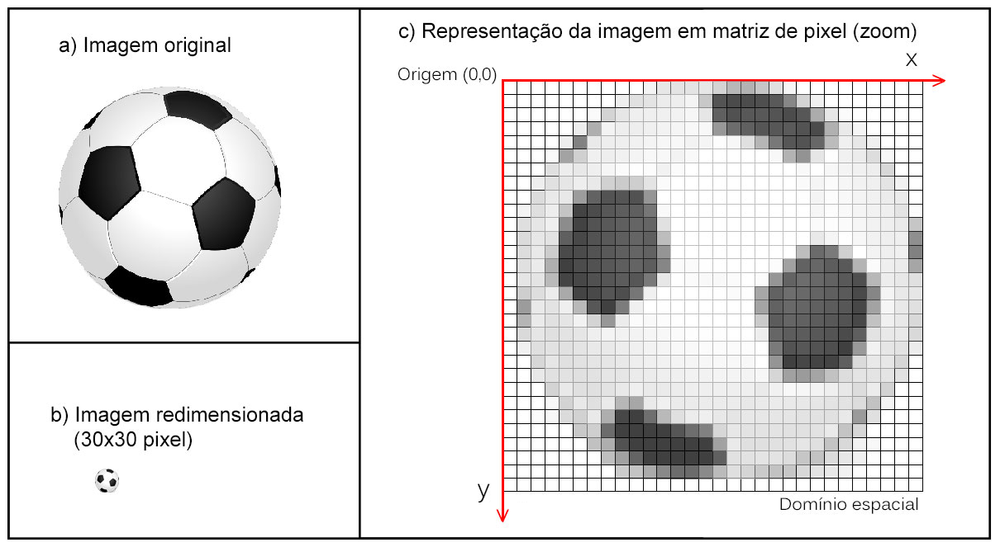 a) Imagem original
b) Imagem redimensionada
(30x30 pixel)
c) Representação da imagem em matriz de pixel (zoom)
x
Origem (0,0)
y
Domínio espacial